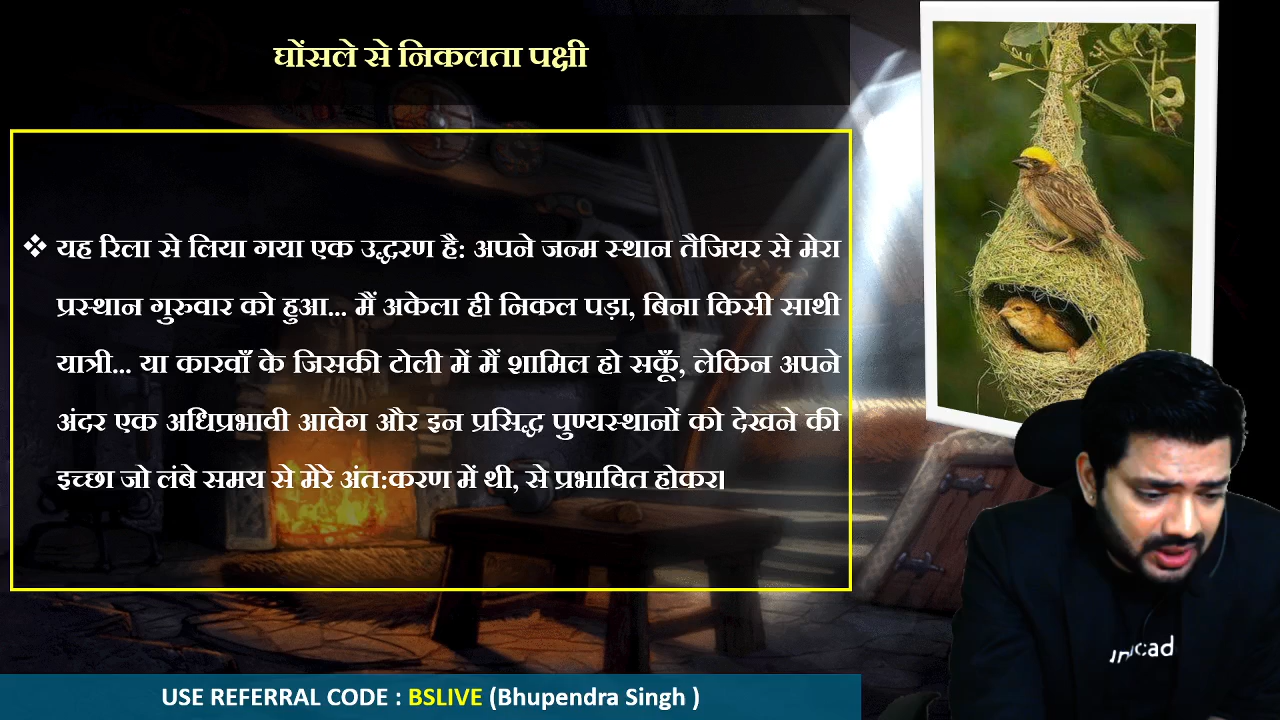 घोंसले से निकलता पक्षी
❖ यह रिला से लिया गया एक उद्धरण है: अपने जन्म स्थान तैंजियर से मेरा
प्रस्थान गुरुवार को हुआ... मैं अकेला ही निकल पड़ा, बिना किसी साथी
यात्री... या कारवाँ के जिसकी टोली में मैं शामिल हो सकूँ, लेकिन अपने
अंदर एक अधिप्रभावी आवेग और इन प्रसिद्ध पुण्यस्थानों को देखने की
इच्छा जो लंबे समय से मेरे अंत:करण में थी, से प्रभावित होकर।
USE REFERRAL CODE : BSLIVE (Bhupendra Singh )